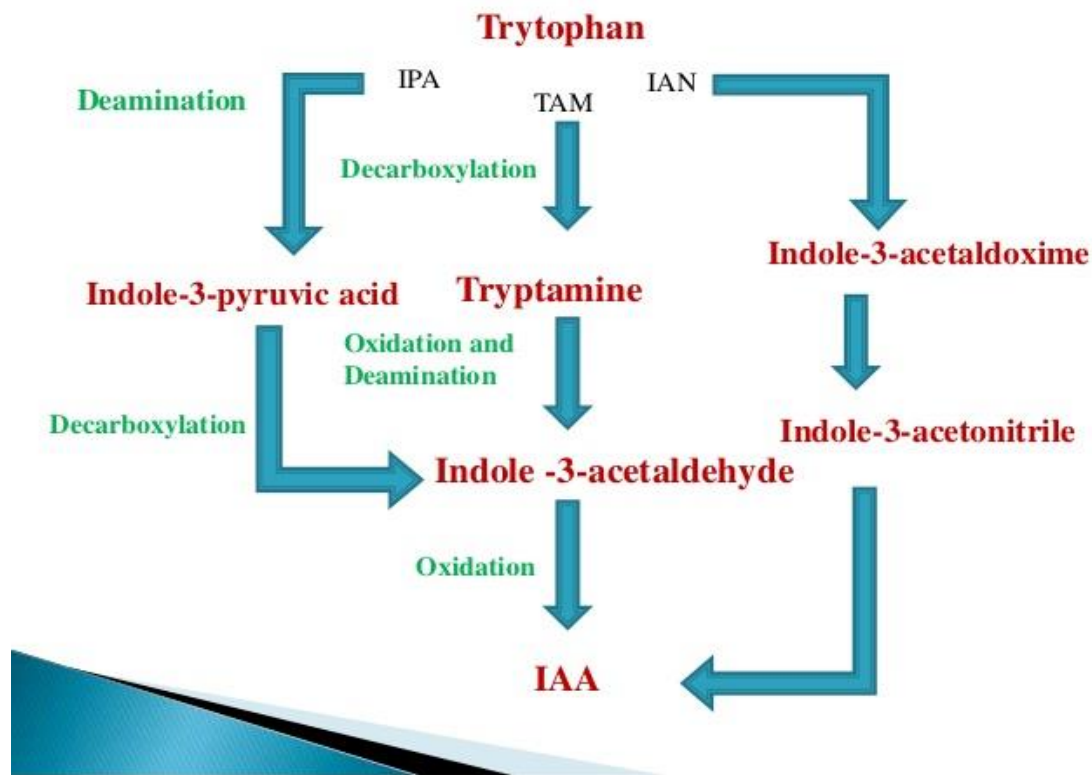 Trytophan
IPA
TAM
IAN
Deamination
Decarboxylation
Indole-3-acetaldoxime
Indole-3-pyruvic acid
Tryptamine
Oxidation and
Deamination
Decarboxylation
Indole-3-acetonitrile
Indole -3-acetaldehyde
Oxidation
IAA